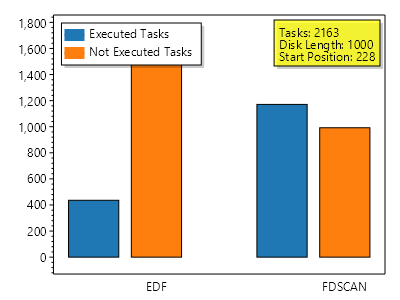 1,800
1,600
1,400
1,200
1,000
800
600
400
200
0
Executed Tasks
Not Executed Tasks
Tasks: 2163
Disk Length: 1000
Start Position: 228
EDF
FDSCAN